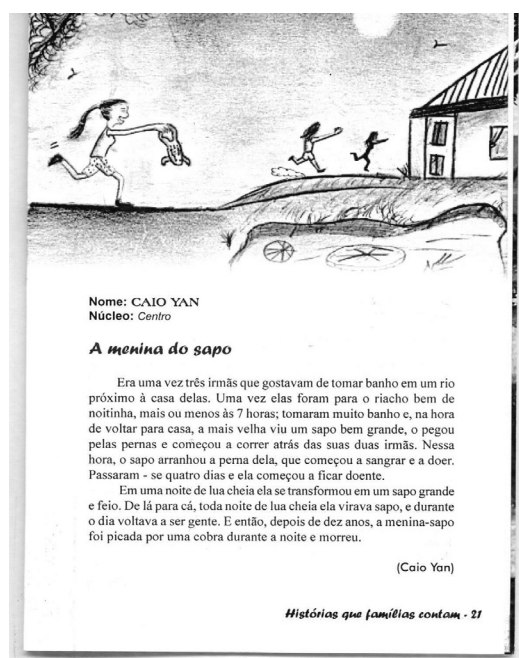 Nome: CAIO YAN
Núcleo: Centro
A menina do sapo
Era uma vez três irmãs que gostavam de tomar banho em um rio
próximo à casa delas. Uma vez elas foram para o riacho bem de
noitinha, mais ou menos às 7 horas; tomaram muito banho e, na hora
de voltar para casa, a mais velha viu um sapo bem grande, o pegou
pelas pernas e começou a correr atrás das suas duas irmãs. Nessa
hora, o sapo arranhou a perna dela, que começou a sangrar e a doer.
Passaram - se quatro dias e ela começou a ficar doente.
Em uma noite de lua cheia ela se transformou em um sapo grande
e feio. De lá para cá, toda noite de lua cheia ela virava sapo, e durante
o dia voltava a ser gente. E então, depois de dez anos, a menina-sapo
foi picada por uma cobra durante a noite e morreu.
(Caio Yan)
Histórias que famílias contam - 21